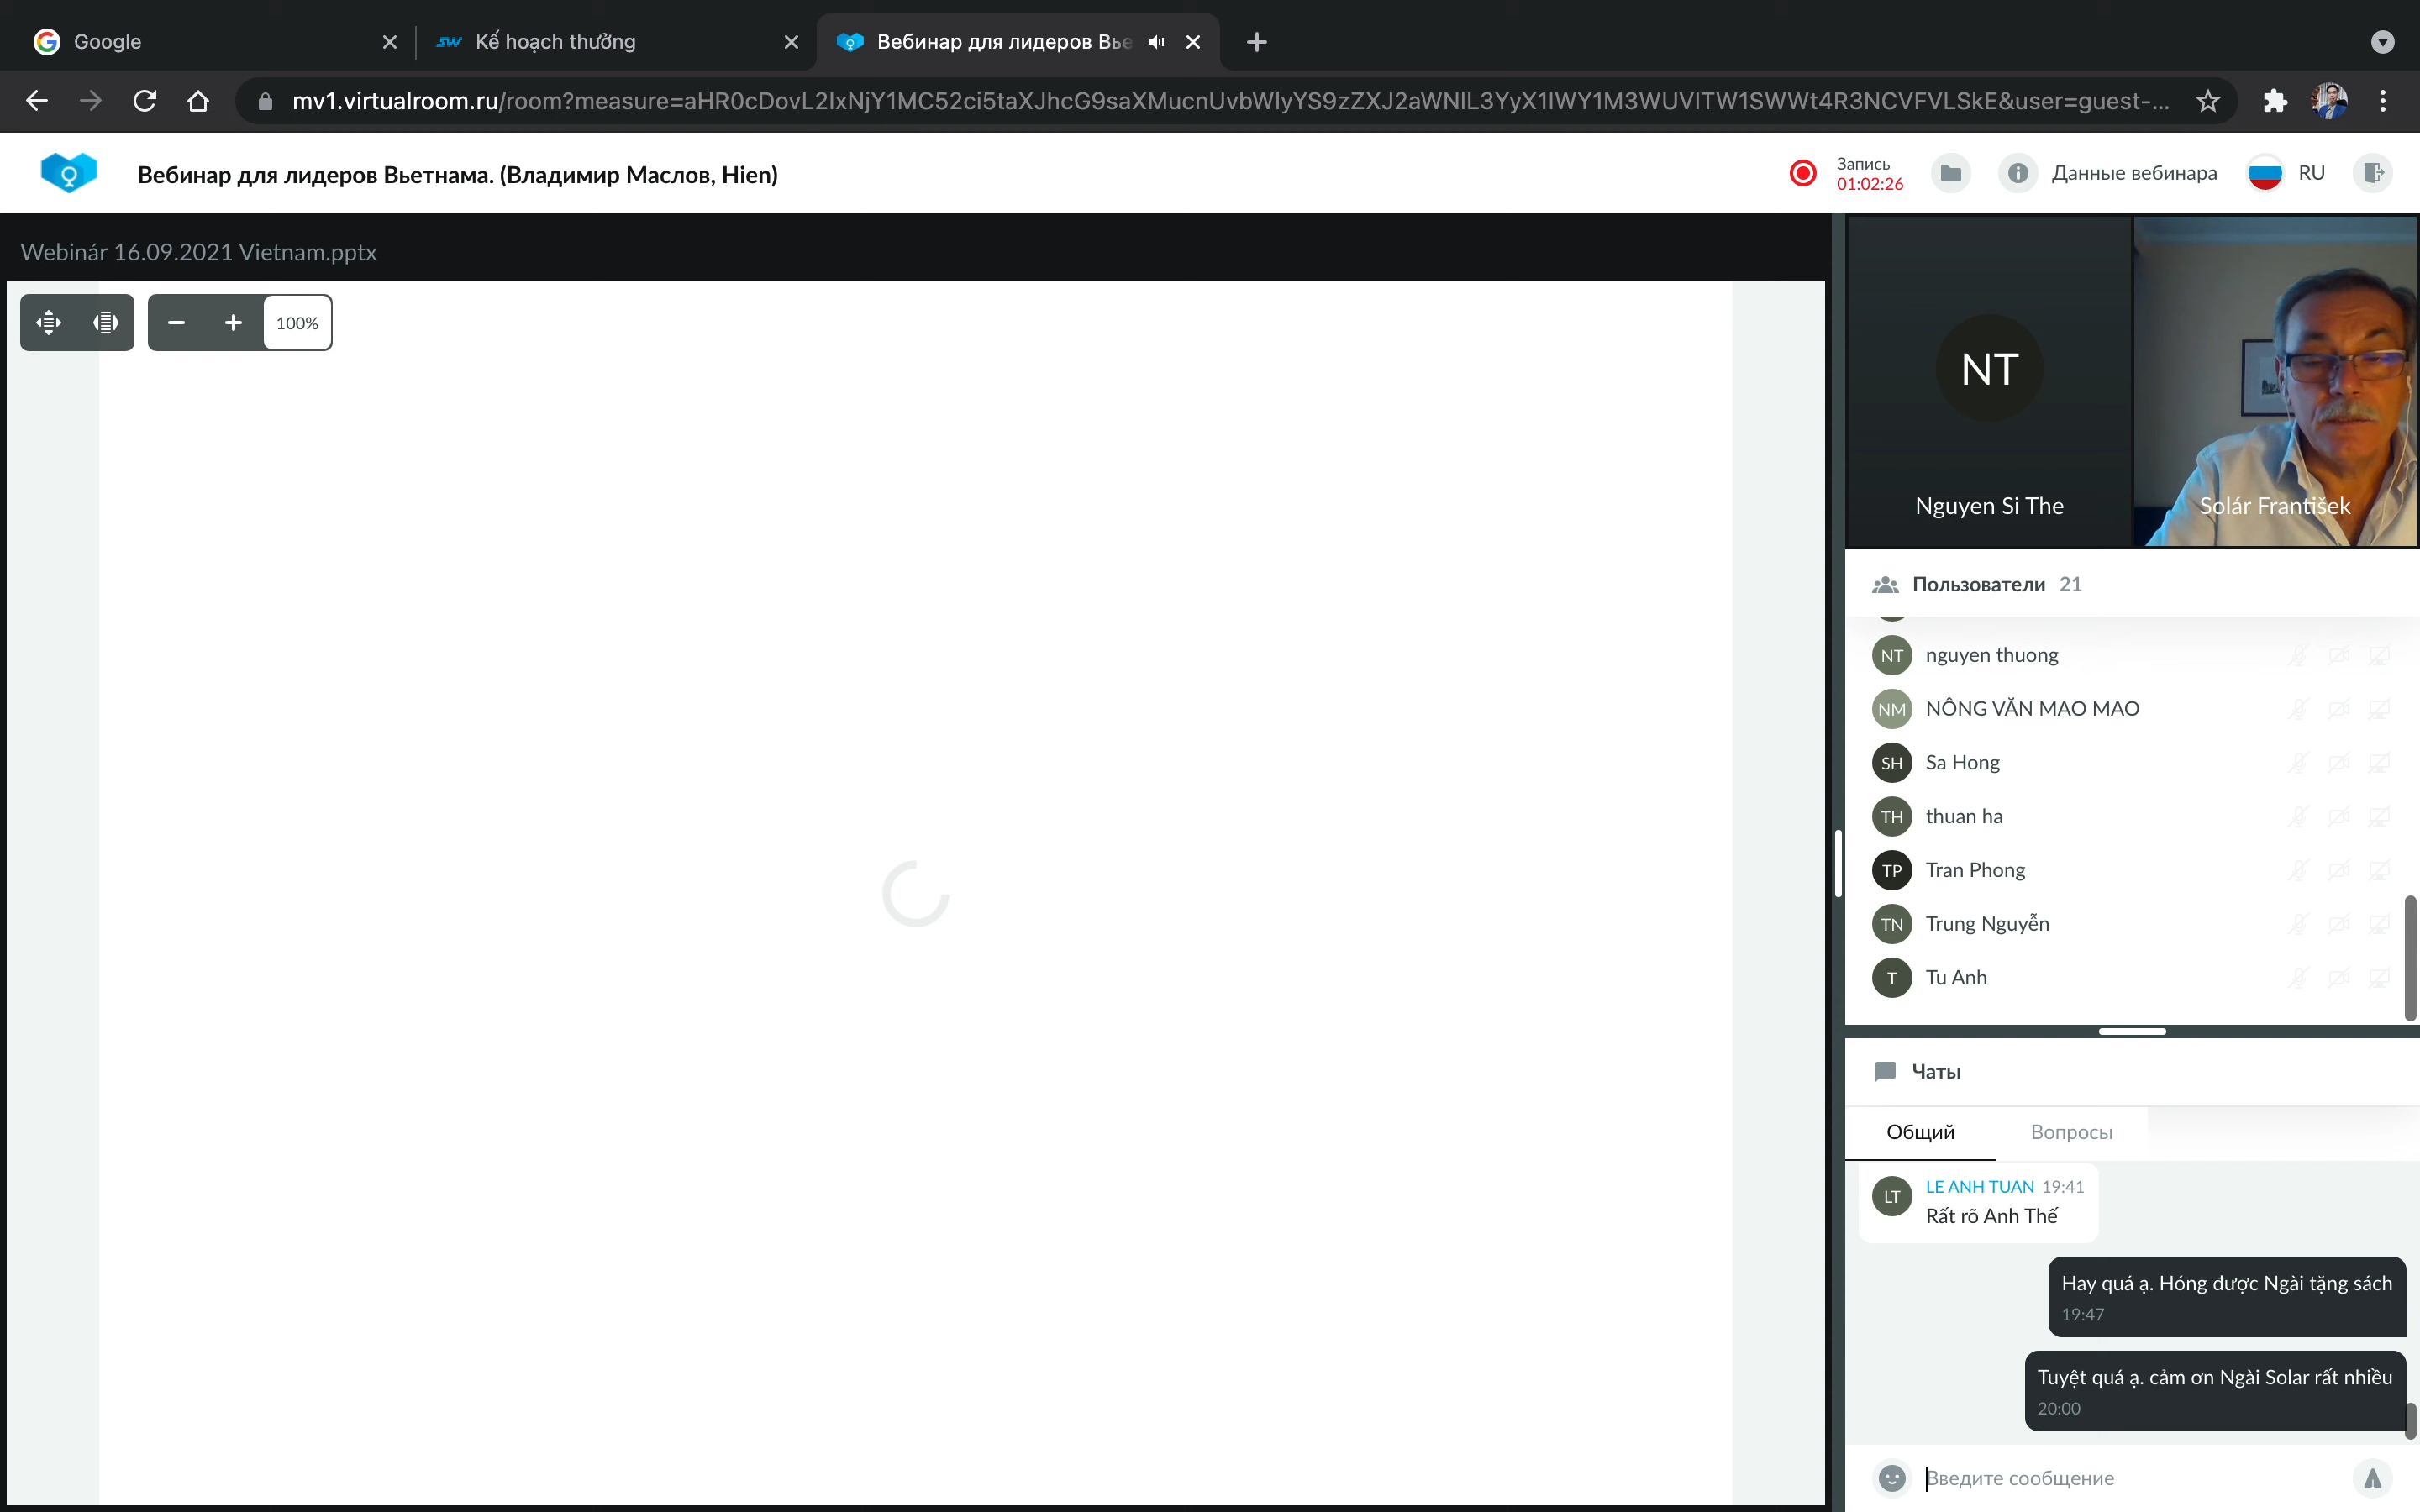 Google
SW Kế hoạch thưởng
Вебинар для лидеров Вье
mv1.virtualroom.ru/room?measure=aHR0cDovL2IxNjY1MC52ci5taXJhcG9saXMucnUvbWlyYS9zZXJ2aWNlL3YyX1lWY1M3WUVlTW1SWWt4R3NCVFVLSkE&user=guest-...
Вебинар для лидеров Вьетнама. (Владимир Маслов, Hien)
Запись
01:02:26
Данные вебинара
RU
Webinár 16.09.2021 Vietnam.pptx
100%
NT
Nguyen Si The
Solár František
Пользователи 21
NT nguyen thuong
NM NÔNG VĂN MAO MAO
SH Sa Hong
TH thuan ha
TP Tran Phong
TN Trung Nguyễn
T Tu Anh
Чаты
Общий
Вопросы
LT LE ANH TUAN 19:41
Rất rõ Anh Thế
Hay quá ạ. Hóng được Ngài tặng sách
19:47
Tuyệt quá ạ. cảm ơn Ngài Solar rất nhiều
20:00
Введите сообщение